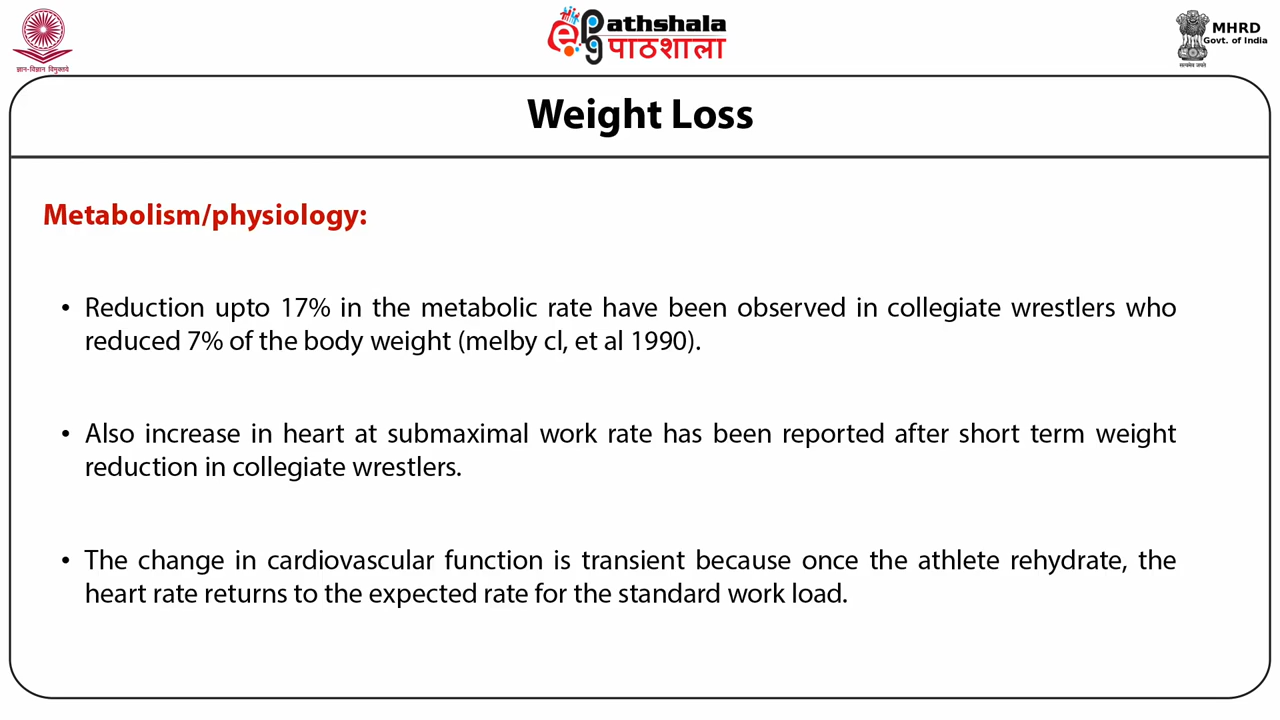 ज्ञान-विज्ञान विमुक्तये
ePG Pathshala
पाठशाला
सत्यमेव जयते
MHRD
Govt. of India
Weight Loss
Metabolism/physiology:
• Reduction upto 17% in the metabolic rate have been observed in collegiate wrestlers who
reduced 7% of the body weight (melby cl, et al 1990).
• Also increase in heart at submaximal work rate has been reported after short term weight
reduction in collegiate wrestlers.
• The change in cardiovascular function is transient because once the athlete rehydrate, the
heart rate returns to the expected rate for the standard work load.